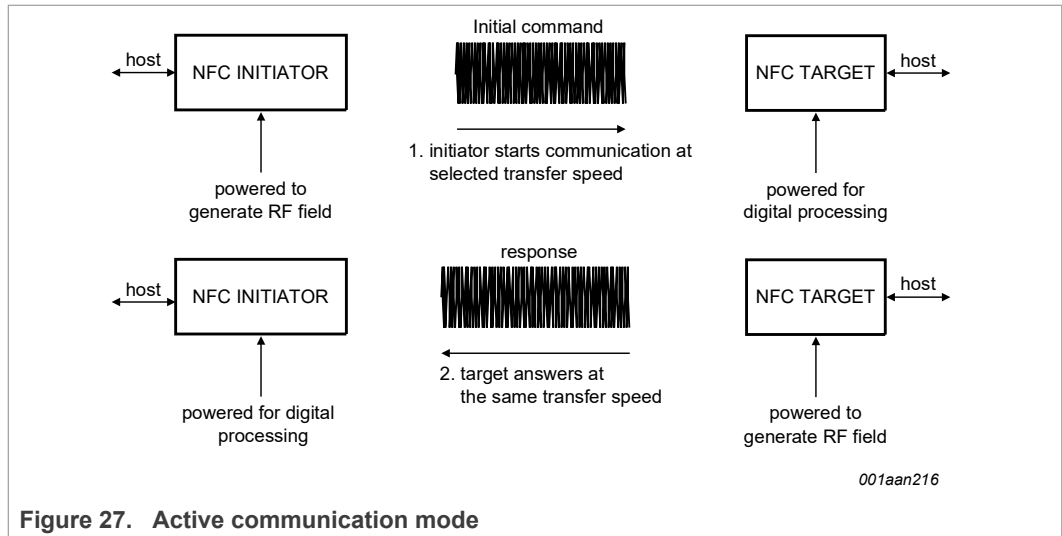 Initial command
host
NFC INITIATOR
NFC TARGET
host
1. initiator starts communication at
selected transfer speed
powered to
generate RF field
powered for
digital processing
response
host
NFC INITIATOR
NFC TARGET
host
2. target answers at
the same transfer speed
powered for digital
processing
powered to
generate RF field
001aan216
Figure 27. Active communication mode